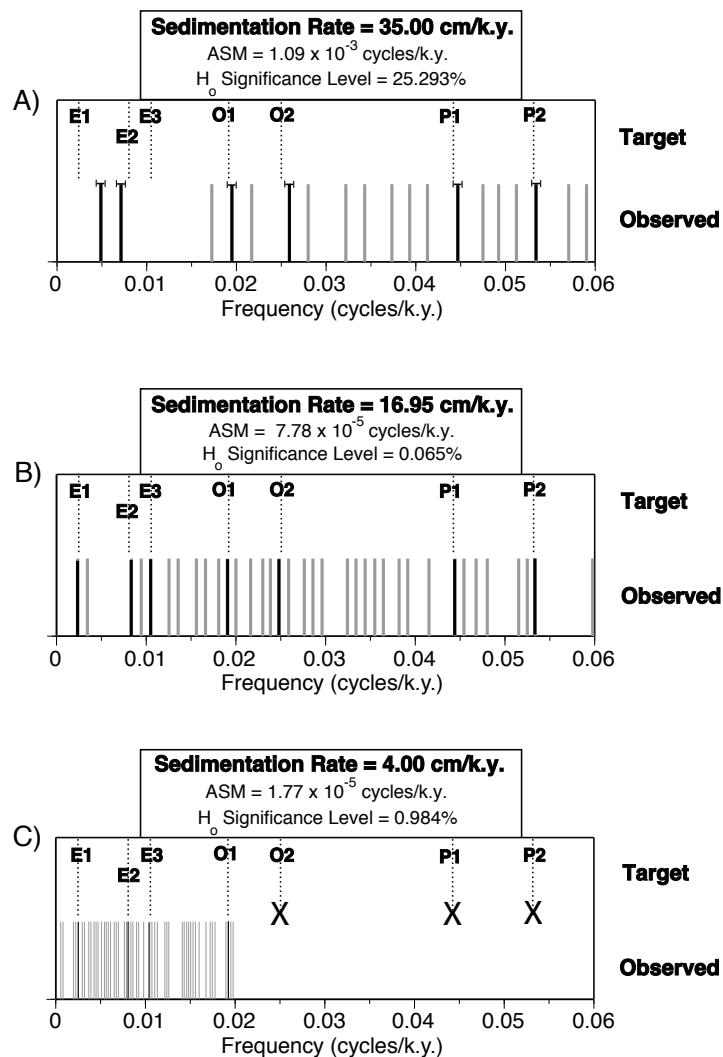 Sedimentation Rate = 35.00 cm/k.y.
ASM = 1.09 x 10-3 cycles/k.y.
Ho Significance Level = 25.293%
A)
E1 E2 E3 O1 O2 P1 P2
Target
Observed
0 0.01 0.02 0.03 0.04 0.05 0.06
Frequency (cycles/k.y.)
Sedimentation Rate = 16.95 cm/k.y.
ASM = 7.78 x 10-5 cycles/k.y.
Ho Significance Level = 0.065%
B)
E1 E2 E3 O1 O2 P1 P2
Target
Observed
0 0.01 0.02 0.03 0.04 0.05 0.06
Frequency (cycles/k.y.)
Sedimentation Rate = 4.00 cm/k.y.
ASM = 1.77 x 10-5 cycles/k.y.
Ho Significance Level = 0.984%
C)
E1 E2 E3 O1 O2 P1 P2
Target
X X X
Observed
0 0.01 0.02 0.03 0.04 0.05 0.06
Frequency (cycles/k.y.)